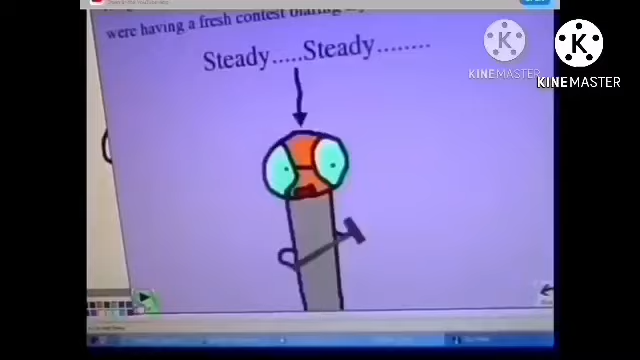 were having a fresh contest
Steady.....Steady........
K
KINEMASTER
K
KINEMASTER